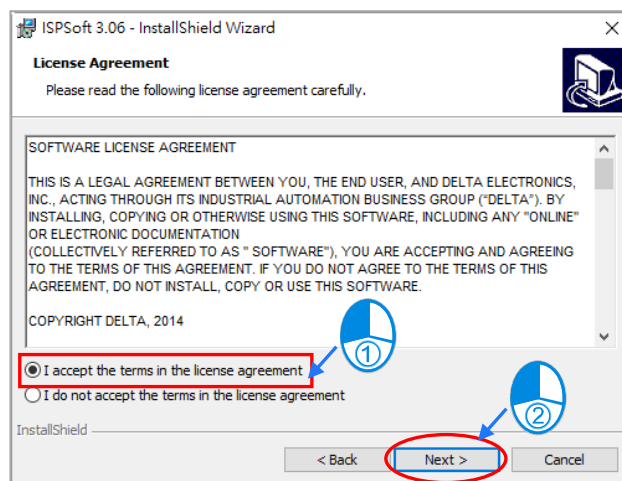 ISPSoft 3.06 - InstallShield Wizard
License Agreement
Please read the following license agreement carefully.
SOFTWARE LICENSE AGREEMENT
THIS IS A LEGAL AGREEMENT BETWEEN YOU, THE END USER, AND DELTA ELECTRONICS,
INC., ACTING THROUGH ITS INDUSTRIAL AUTOMATION BUSINESS GROUP (“DELTA”). BY
INSTALLING, COPYING OR OTHERWISE USING THIS SOFTWARE, INCLUDING ANY "ONLINE"
OR ELECTRONIC DOCUMENTATION
(COLLECTIVELY REFERRED TO AS " SOFTWARE"), YOU ARE ACCEPTING AND AGREEING
TO THE TERMS OF THIS AGREEMENT. IF YOU DO NOT AGREE TO THE TERMS OF THIS
AGREEMENT, DO NOT INSTALL, COPY OR USE THIS SOFTWARE.
COPYRIGHT DELTA, 2014
①
I accept the terms in the license agreement
I do not accept the terms in the license agreement
②
InstallShield
< Back Next > Cancel